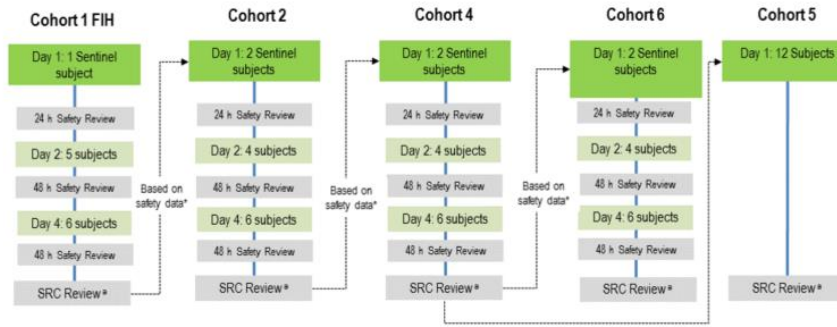 Cohort 1 FIH
Day 1: 1 Sentinel
subject
24 h Safety Review
Day 2: 5 subjects
48 h Safety Review
Day 4: 6 subjects
48 h Safety Review
SRC Review*
Based on
safety data*
Cohort 2
Day 1: 2 Sentinel
subjects
24 h Safety Review
Day 2: 4 subjects
48 h Safety Review
Day 4: 6 subjects
48 h Safety Review
SRC Review*
Based on
safety data*
Cohort 4
Day 1: 2 Sentinel
subjects
24 h Safety Review
Day 2: 4 subjects
48 h Safety Review
Day 4: 6 subjects
48 h Safety Review
SRC Review*
Based on
safety data*
Cohort 6
Day 1: 2 Sentinel
subjects
24 h Safety Review
Day 2: 4 subjects
48 h Safety Review
Day 4: 6 subjects
48 h Safety Review
SRC Review*
Cohort 5
Day 1: 12 Subjects
SRC Review*